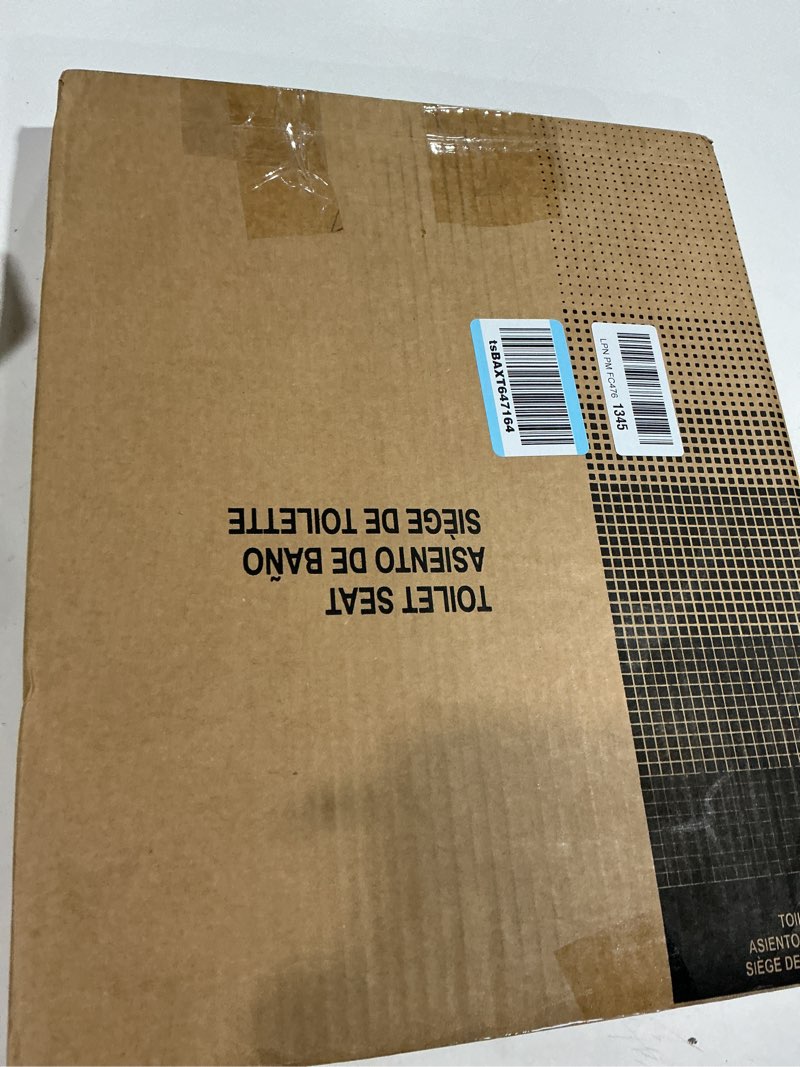 tsBAXT647164
LPN PM FC476 1345
TOILET SEAT
ASIENTO DE BAÑO
SIÈGE DE TOILETTE
ASIENTO
SIÈGE DE